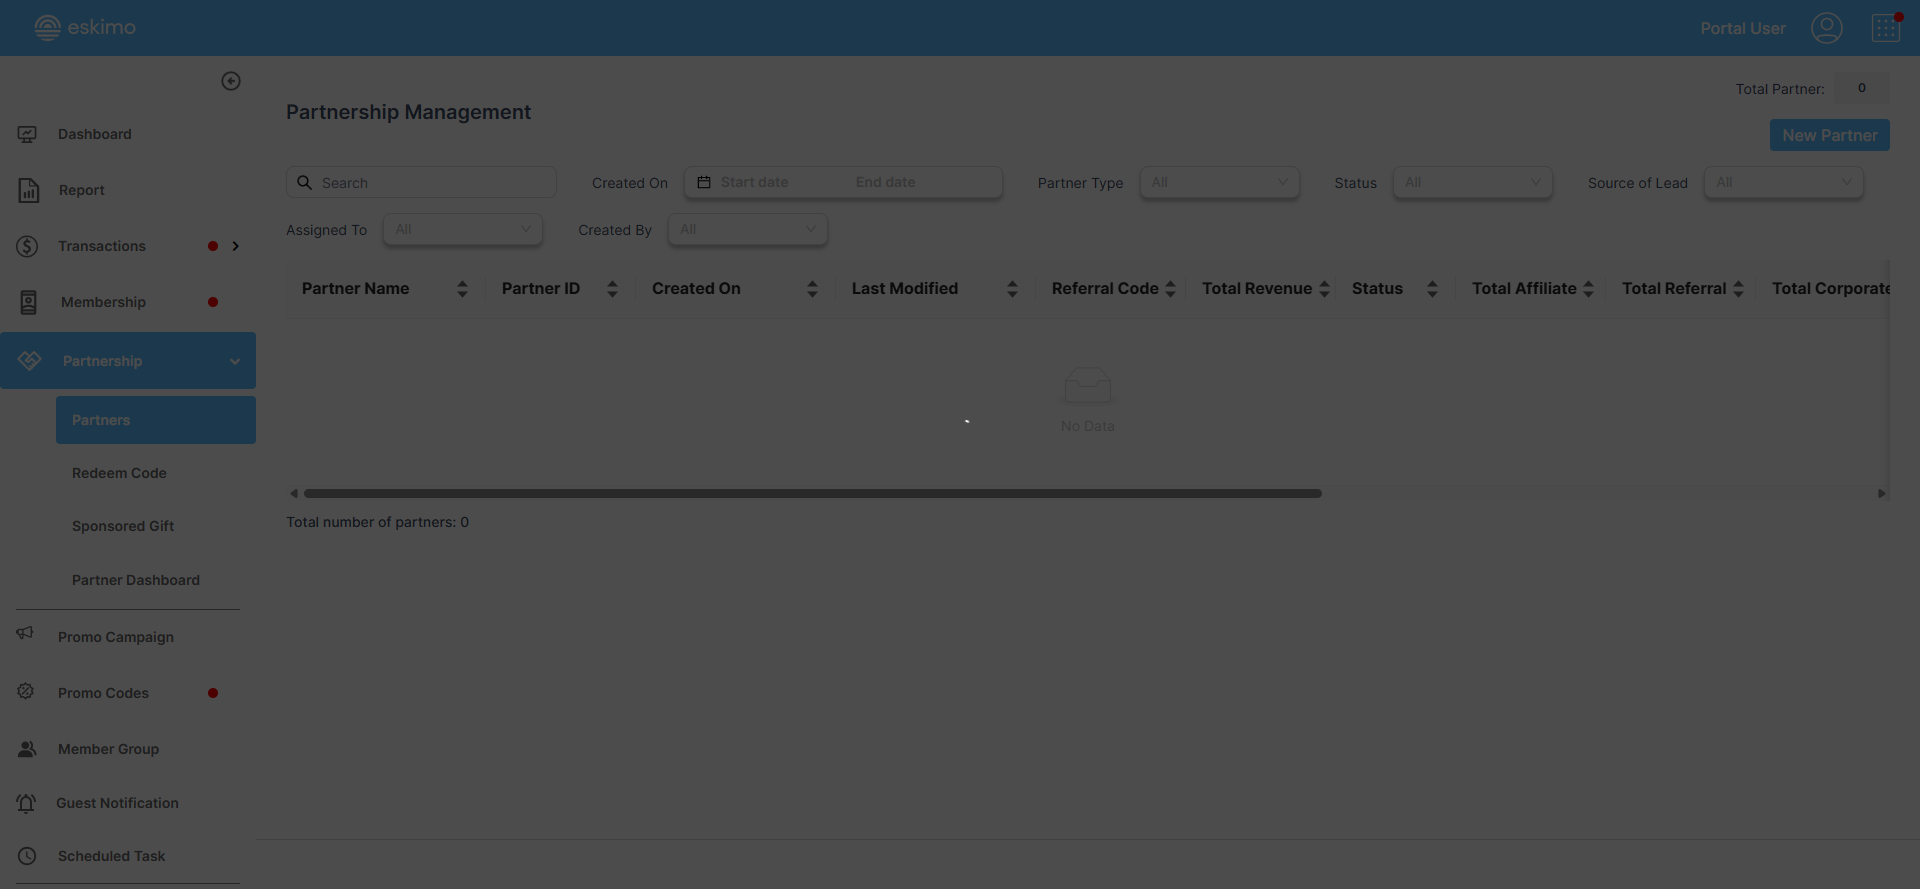 eskimo
Portal User
Total Partner: 0
Partnership Management
New Partner
Dashboard
Report
Transactions
Membership
Partnership
Partners
Redeem Code
Sponsored Gift
Partner Dashboard
Promo Campaign
Promo Codes
Member Group
Guest Notification
Scheduled Task
Search
Created On Start date End date
Partner Type All
Status All
Source of Lead All
Assigned To All
Created By All
Partner Name Partner ID Created On Last Modified Referral Code Total Revenue Status Total Affiliate Total Referral Total Corporate
No Data
Total number of partners: 0